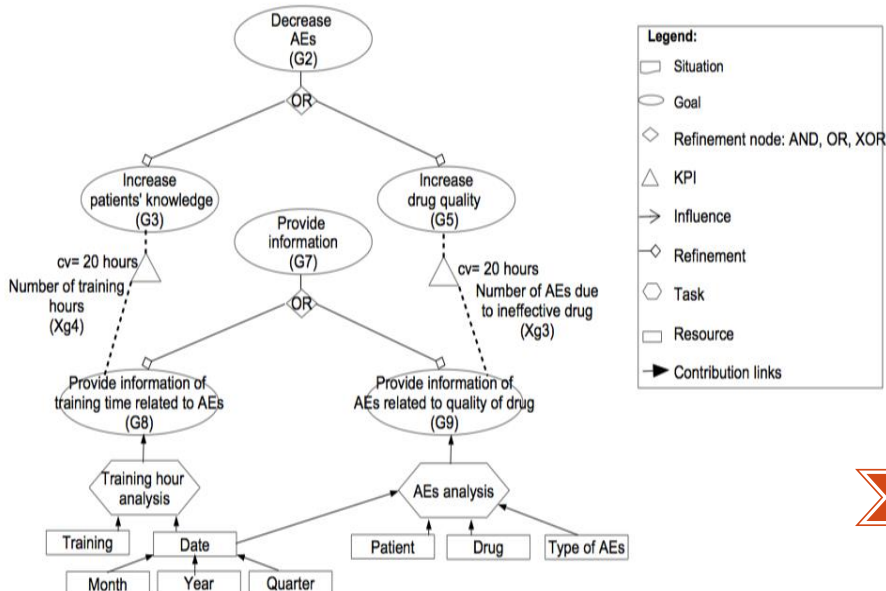 Decrease
AEs
(G2)
OR
Increase
patients' knowledge
(G3)
Increase
drug quality
(G5)
Provide
information
(G7)
cv= 20 hours
Number of training
hours
(Xg4)
cv= 20 hours
Number of AEs due
to ineffective drug
(Xg3)
OR
Provide information of
training time related to AEs
(G8)
Provide information of
AEs related to quality of drug
(G9)
Training hour
analysis
AEs analysis
Training
Date
Patient
Drug
Type of AEs
Month
Year
Quarter
Legend:
Situation
Goal
Refinement node: AND, OR, XOR
KPI
Influence
Refinement
Task
Resource
Contribution links